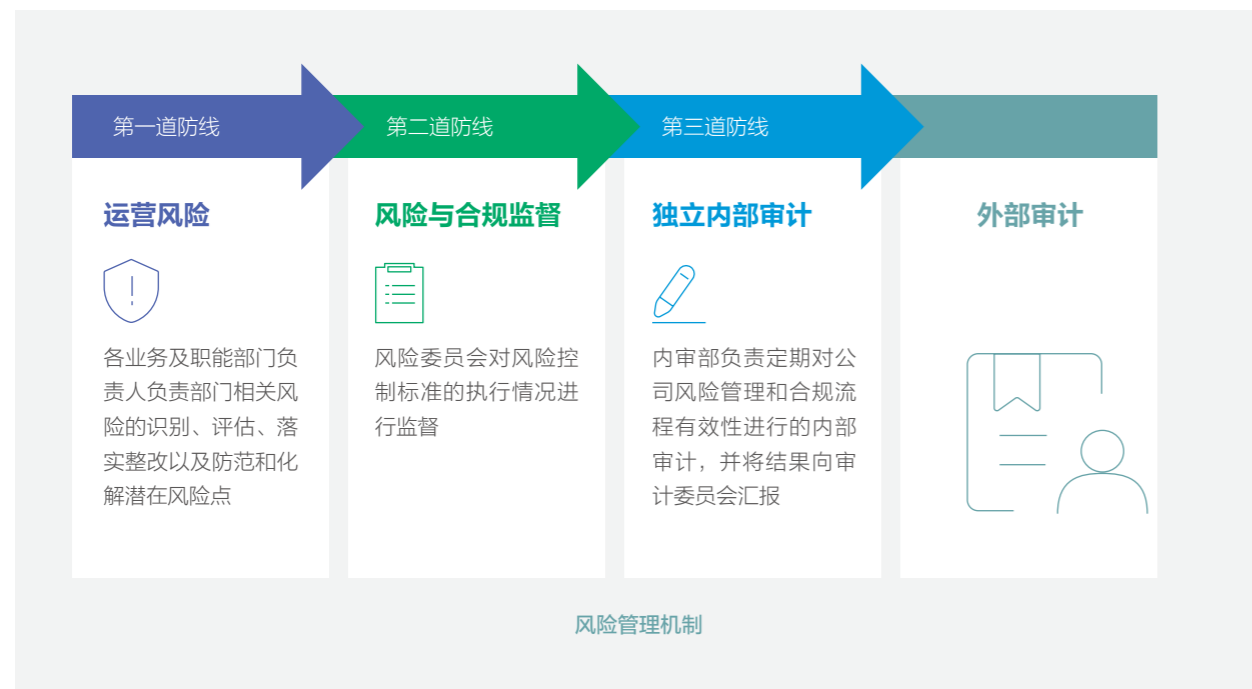 第一道防线
第二道防线
第三道防线
运营风险
各业务及职能部门负
责人负责部门相关风
险的识别、评估、落
实整改以及防范和化
解潜在风险点
风险与合规监督
风险委员会对风险控
制标准的执行情况进
行监督
独立内部审计
内审部负责定期对公
司风险管理和合规流
程有效性进行的内部
审计，并将结果向审
计委员会汇报
外部审计
风险管理机制